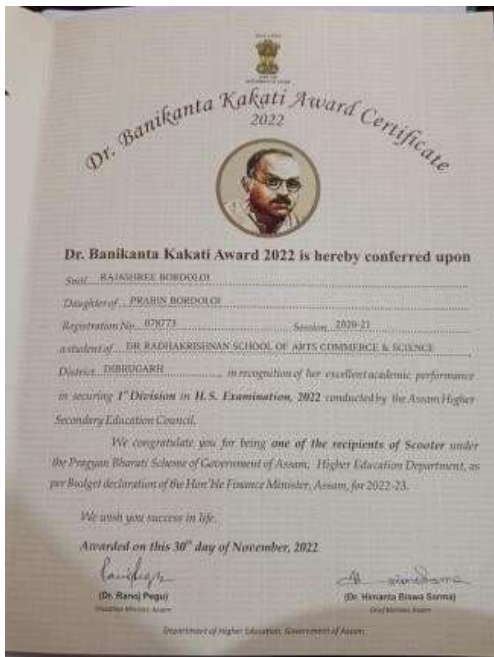 Dr. Banikanta Kakati Award Certificate
2022
Dr. Banikanta Kakati Award 2022 is hereby conferred upon
Smti RAJASHREE BORDOLOI
Daughter of PRABIN BORDOLOI
Registration No. 078773 Session 2020-21
a student of DR RADHAKRISHNAN SCHOOL OF ARTS COMMERCE & SCIENCE,
District DIBRUGARH, in recognition of her excellent academic performance
in securing 1st Division in H.S. Examination, 2022 conducted by the Assam Higher
Secondary Education Council.
We congratulate you for being one of the recipients of Scooter under
the Pragyan Bharati Scheme of Government of Assam, Higher Education Department, as
per Budget declaration of the Hon'ble Finance Minister, Assam, for 2022-23.
We wish you success in life.
Awarded on this 30th day of November, 2022
(Dr. Ranoj Pegu)
Education Minister, Assam
(Dr. Himanta Biswa Sarma)
Chief Minister, Assam
Department of Higher Education, Government of Assam